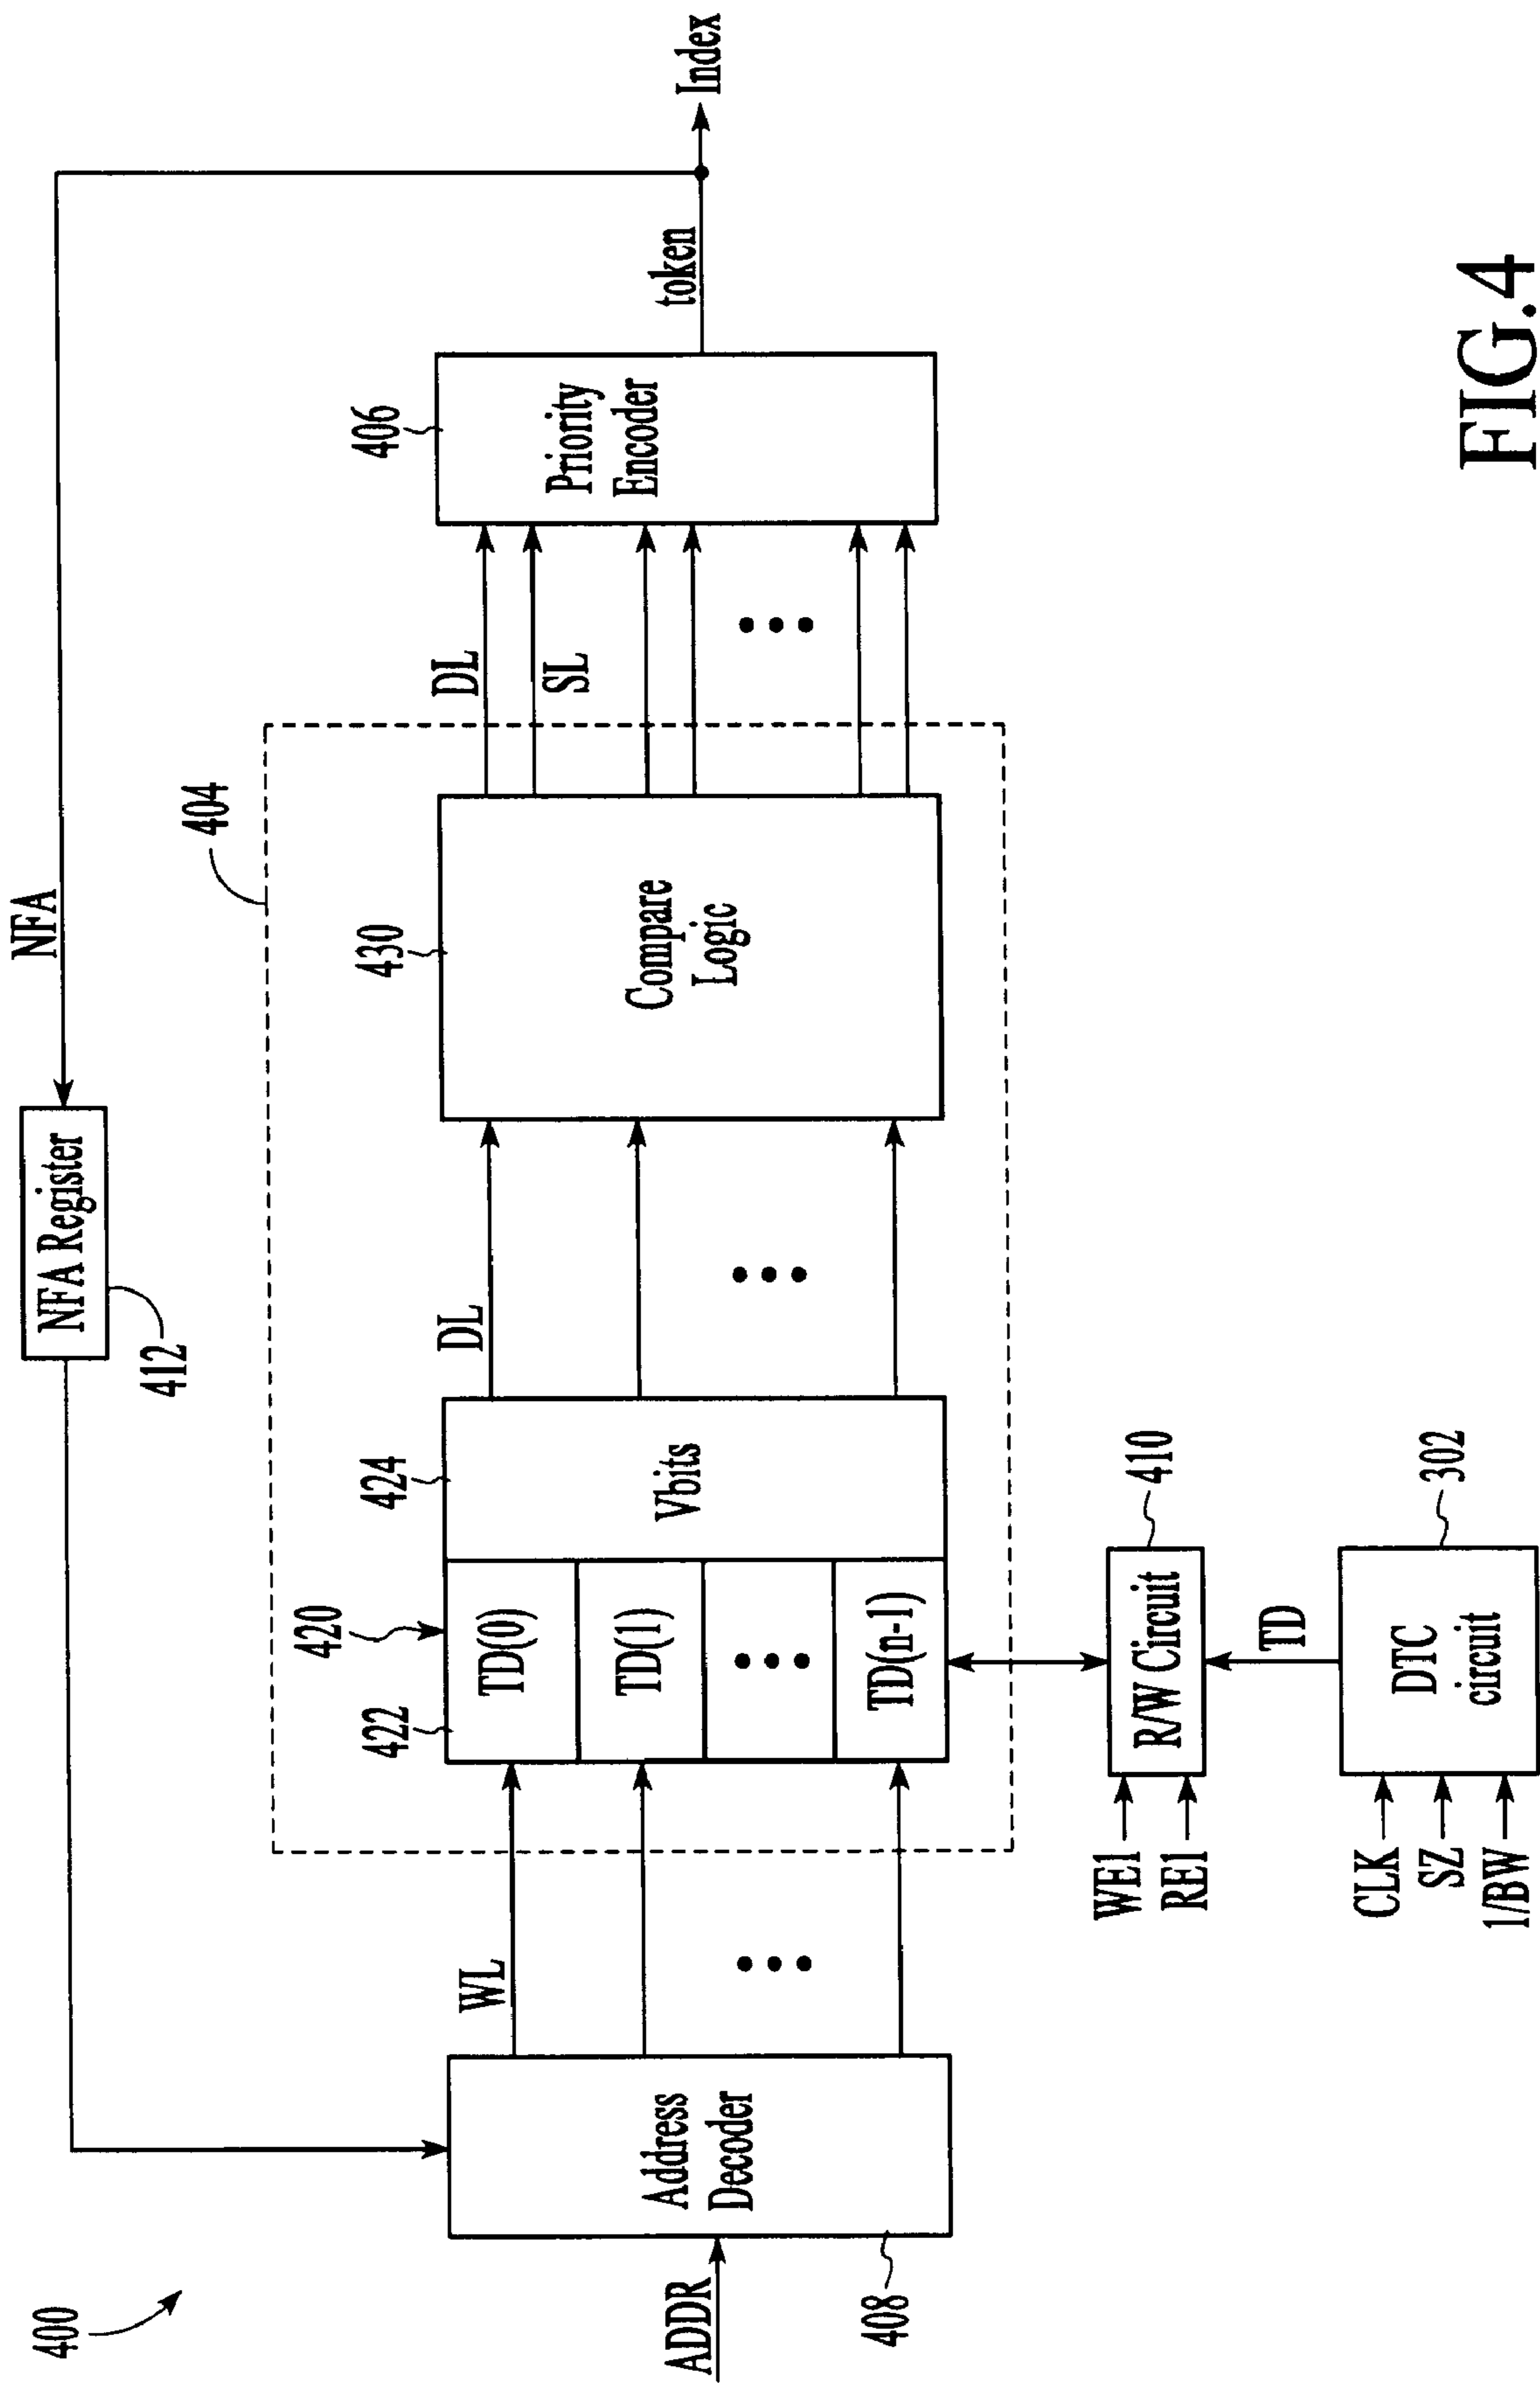 400
NFA
NFA Register
412
404
ADDR
Address
Decoder
408
WL
420
422
424
TD(0)
TD(1)
TD(n-1)
Vbits
DL
430
Compare
Logic
DL
SL
406
Priority
Encoder
token
Index
WE1
RE1
R/W Circuit
410
TD
CLK
SZ
1/BW
DTC
circuit
302
FIG.4